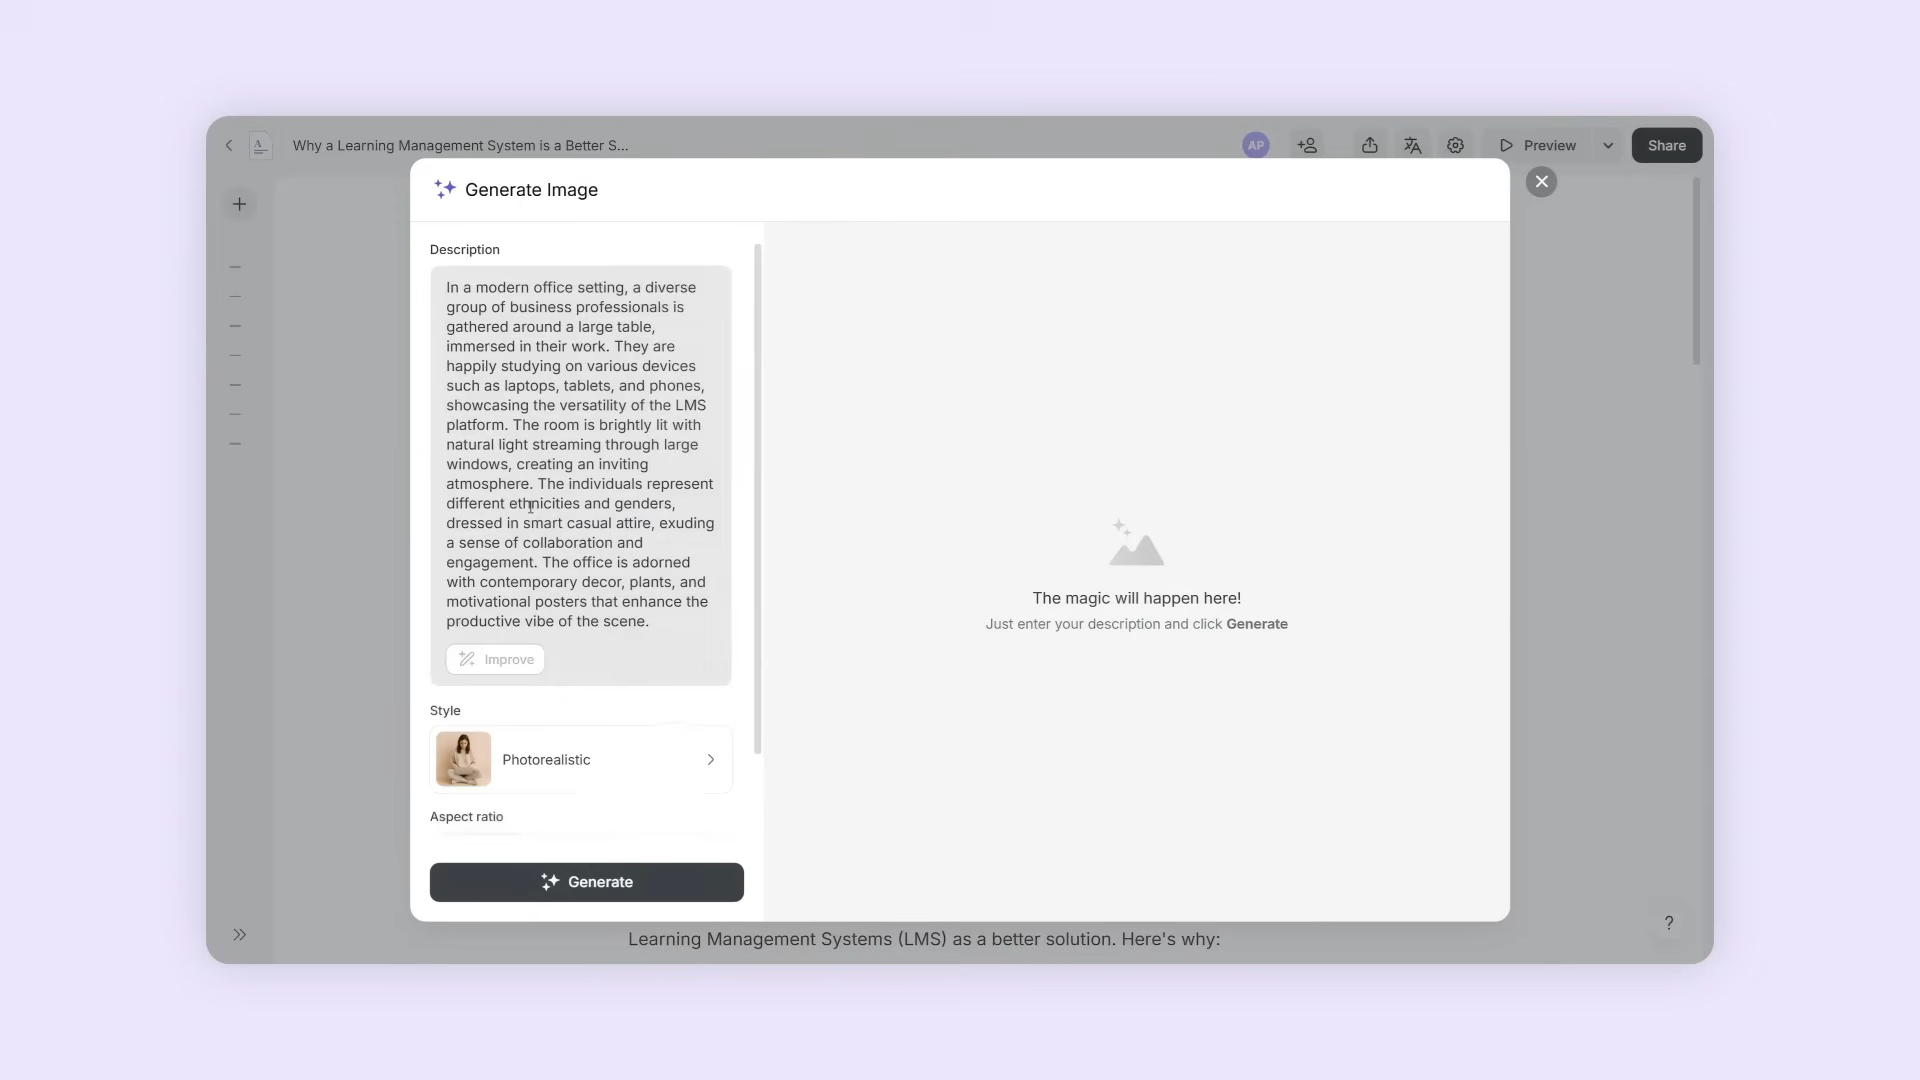 Why a Learning Management System is a Better S...
AP
Preview
Share
Generate Image
Description
In a modern office setting, a diverse
group of business professionals is
gathered around a large table,
immersed in their work. They are
happily studying on various devices
such as laptops, tablets, and phones,
showcasing the versatility of the LMS
platform. The room is brightly lit with
natural light streaming through large
windows, creating an inviting
atmosphere. The individuals represent
different ethnicities and genders,
dressed in smart casual attire, exuding
a sense of collaboration and
engagement. The office is adorned
with contemporary decor, plants, and
motivational posters that enhance the
productive vibe of the scene.
Improve
Style
Photorealistic
Aspect ratio
Generate
The magic will happen here!
Just enter your description and click Generate
Learning Management Systems (LMS) as a better solution. Here's why:
?